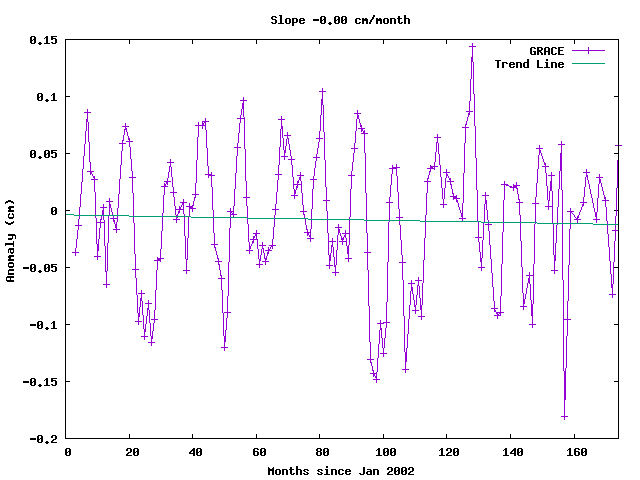 Slope -0.00 cm/month
GRACE
Trend Line
0.15
0.1
0.05
0
-0.05
-0.1
-0.15
-0.2
Anomaly (cm)
0 20 40 60 80 100 120 140 160
Months since Jan 2002